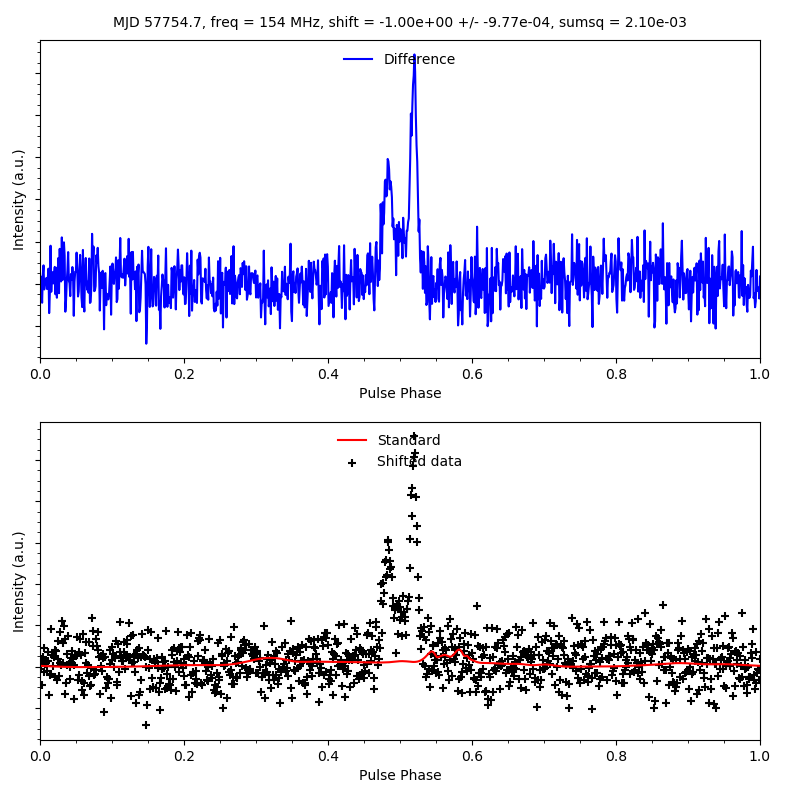 MJD 57754.7, freq = 154 MHz, shift = -1.00e+00 +/- -9.77e-04, sumsq = 2.10e-03
Difference
Intensity (a.u.)
0.0 0.2 0.4 0.6 0.8 1.0
Pulse Phase
Standard
Shifted data
Intensity (a.u.)
0.0 0.2 0.4 0.6 0.8 1.0
Pulse Phase